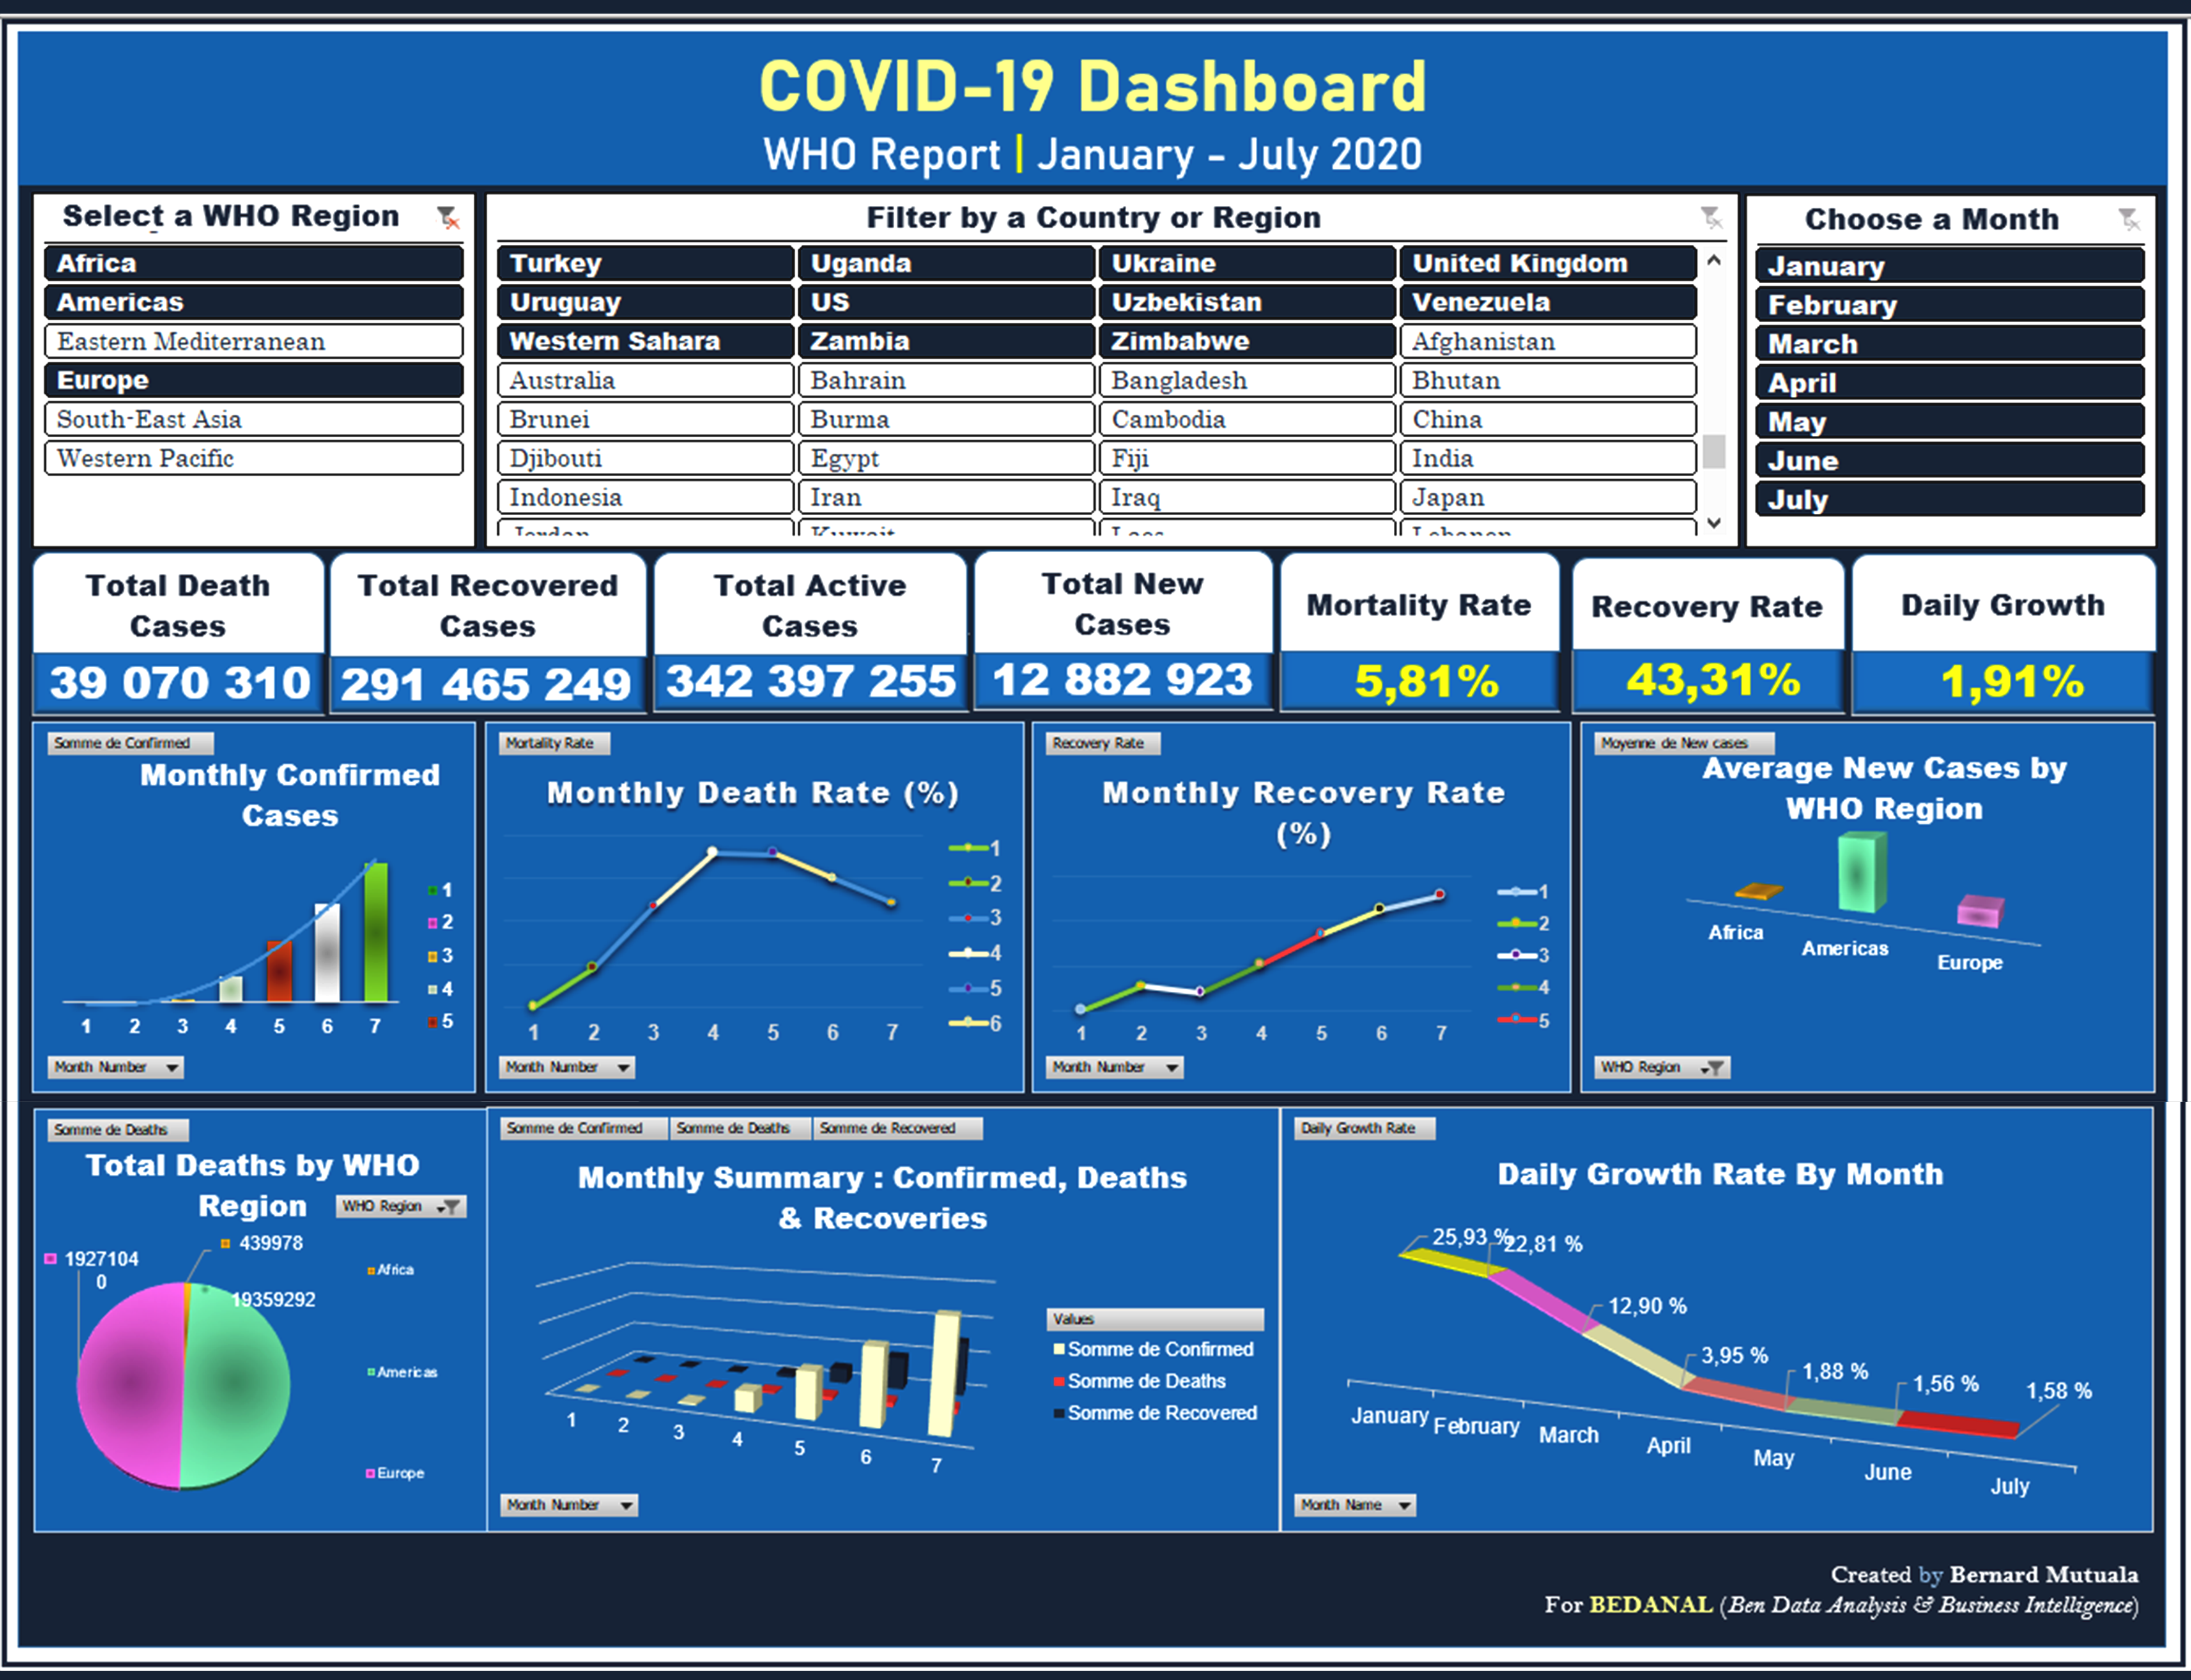 COVID-19 Dashboard
WHO Report | January - July 2020
Select a WHO Region
Africa
Americas
Eastern Mediterranean
Europe
South-East Asia
Western Pacific
Filter by a Country or Region
Turkey Uganda Ukraine United Kingdom
Uruguay US Uzbekistan Venezuela
Western Sahara Zambia Zimbabwe Afghanistan
Australia Bahrain Bangladesh Bhutan
Brunei Burma Cambodia China
Djibouti Egypt Fiji India
Indonesia Iran Iraq Japan
Jordan Kuwait Laos Lebanon
Choose a Month
January
February
March
April
May
June
July
Total Death
Cases
39 070 310
Total Recovered
Cases
291 465 249
Total Active
Cases
342 397 255
Total New
Cases
12 882 923
Mortality Rate
5,81%
Recovery Rate
43,31%
Daily Growth
1,91%
Somme de Confirmed
Monthly Confirmed
Cases
1
2
3
4
5
1 2 3 4 5 6 7
Month Number
Mortality Rate
Monthly Death Rate (%)
1
2
3
4
5
6
1 2 3 4 5 6 7
Month Number
Recovery Rate
Monthly Recovery Rate
(%)
1
2
3
4
5
1 2 3 4 5 6 7
Month Number
Moyenne de New cases
Average New Cases by
WHO Region
Africa
Americas
Europe
WHO Region
Somme de Deaths
Total Deaths by WHO
Region
WHO Region
439978
1927104
0
19359292
Africa
Americas
Europe
Somme de Confirmed Somme de Deaths Somme de Recovered
Monthly Summary : Confirmed, Deaths
& Recoveries
Values
Somme de Confirmed
Somme de Deaths
Somme de Recovered
1 2 3 4 5 6 7
Month Number
Daily Growth Rate
Daily Growth Rate By Month
25,93 %
22,81 %
12,90 %
3,95 %
1,88 %
1,56 %
1,58 %
January February March April May June July
Month Name
Created by Bernard Mutuala
For BEDANAL (Ben Data Analysis & Business Intelligence)